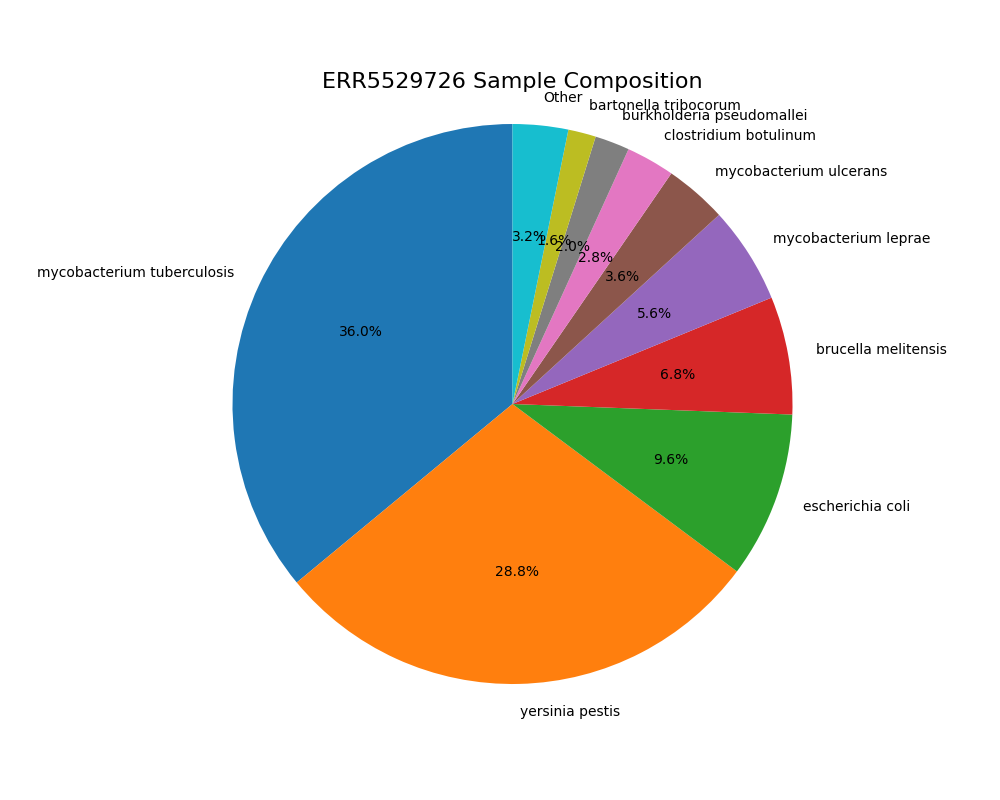 ERR5529726 Sample Composition
Other
bartonella tribocorum
burkholderia pseudomallei
clostridium botulinum
mycobacterium ulcerans
mycobacterium leprae
mycobacterium tuberculosis
brucella melitensis
escherichia coli
yersinia pestis
3.2%
1.6%
2.0%
2.8%
3.6%
5.6%
36.0%
6.8%
9.6%
28.8%